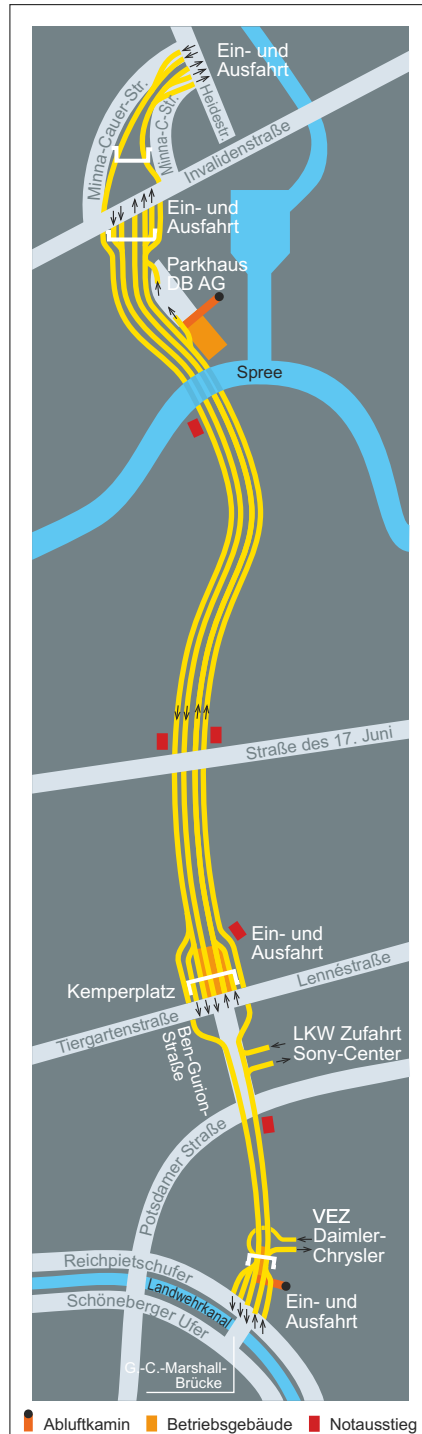 Ein- und
Ausfahrt
Minna-Cauer-Str.
Minna-C-Str.
Heidestr.
Invalidenstraße
Ein- und
Ausfahrt
Parkhaus
DB AG
Spree
Straße des 17. Juni
Ein- und
Ausfahrt
Kemperplatz
Lennéstraße
Tiergartenstraße
Ben-Gurion-
Straße
LKW Zufahrt
Sony-Center
Potsdamer Straße
VEZ
Daimler-
Chrysler
Reichpietschufer
Landwehrkanal
Schöneberger Ufer
Ein- und
Ausfahrt
G.-C.-Marshall-
Brücke
Abluftkamin
Betriebsgebäude
Notausstieg